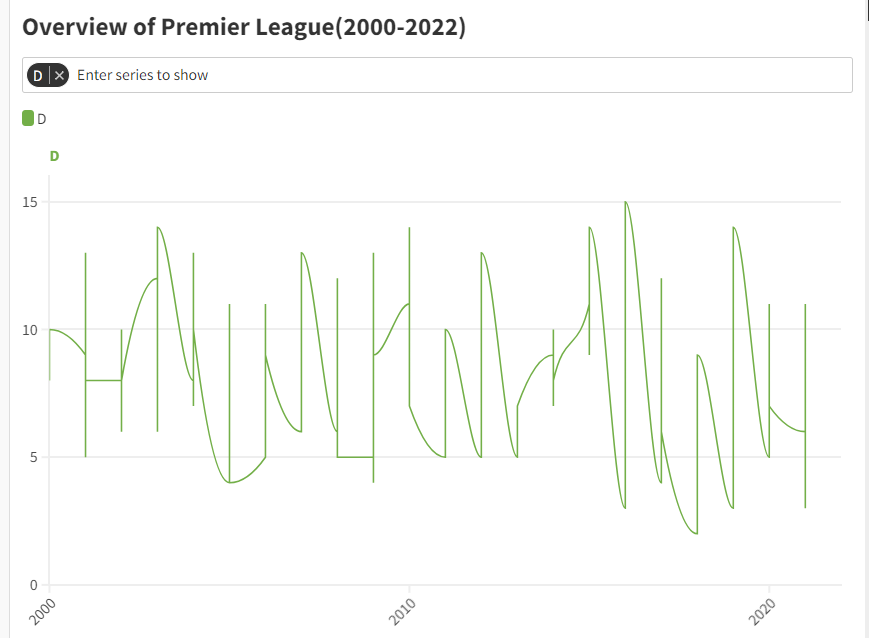 Overview of Premier League(2000-2022)
D × Enter series to show
D
D
15
10
5
0
2000 2010 2020